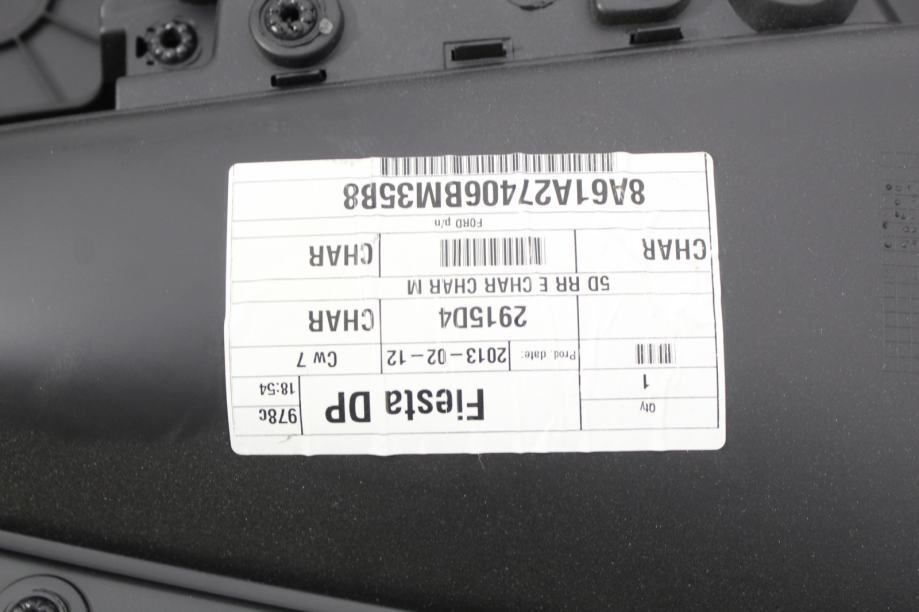 Qty
1
Fiesta DP
978c
18:54
Prod. date:
2013-02-12
Cw 7
2915D4
CHAR
5D RR E CHAR CHAR M
CHAR
CHAR
FORD p/n
8A61A27406BM35B8